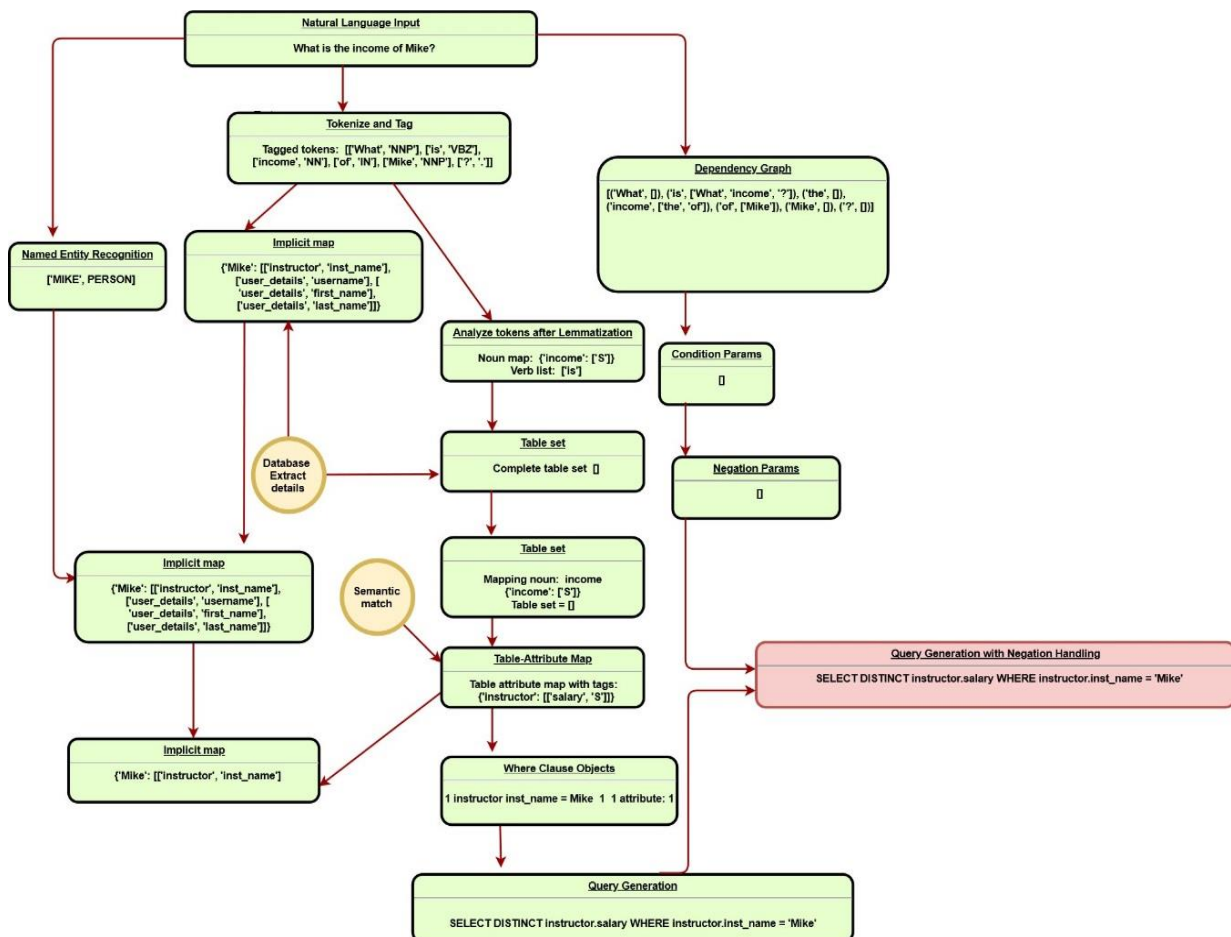 Natural Language Input
What is the income of Mike?
Tokenize and Tag
Tagged tokens: [['What', 'NNP'], ['is', 'VBZ'],
['income', 'NN'], ['of', 'IN'], ['Mike', 'NNP'], ['?', '.']]
Dependency Graph
[('What', []), ('is', ['What', 'income', '?']), ('the', []),
('income', ['the', 'of']), ('of', ['Mike']), ('Mike', []), ('?', [])]
Named Entity Recognition
['MIKE', PERSON]
Implicit map
{'Mike': [['instructor', 'inst_name'],
['user_details', 'username'], [
'user_details', 'first_name'],
['user_details', 'last_name']]}
Analyze tokens after Lemmatization
Noun map: {'income': ['S']}
Verb list: ['is']
Condition Params
[]
Database
Extract
details
Table set
Complete table set []
Negation Params
[]
Implicit map
{'Mike': [['instructor', 'inst_name'],
['user_details', 'username'], [
'user_details', 'first_name'],
['user_details', 'last_name']]}
Semantic
match
Table set
Mapping noun: income
{'income': ['S']}
Table set = []
Table-Attribute Map
Table attribute map with tags:
{'instructor': [['salary', 'S']]}
Query Generation with Negation Handling
SELECT DISTINCT instructor.salary WHERE instructor.inst_name = 'Mike'
Implicit map
{'Mike': [['instructor', 'inst_name']
Where Clause Objects
1 instructor inst_name = Mike 1 1 attribute: 1
Query Generation
SELECT DISTINCT instructor.salary WHERE instructor.inst_name = 'Mike'